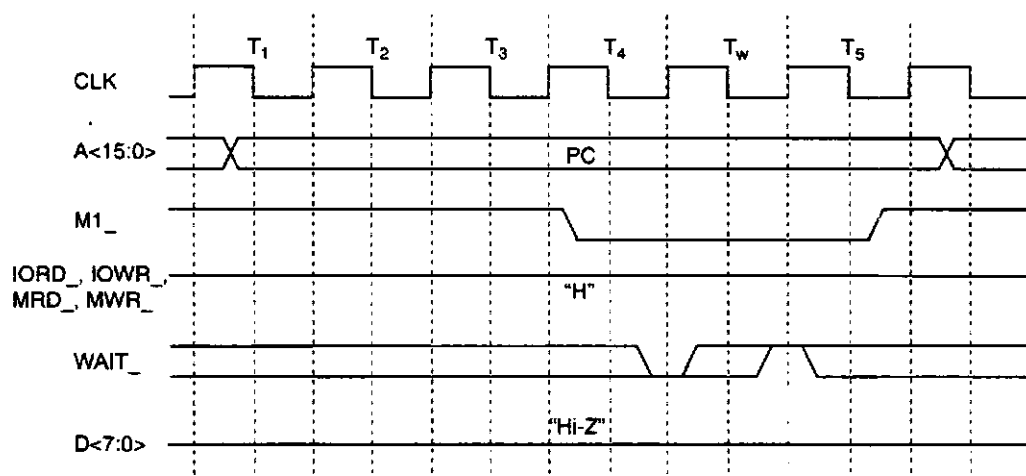 T1 T2 T3 T4 Tw T5
CLK
A<15:0>
PC
M1_
IORD_, IOWR_,
MRD_, MWR_
“H”
WAIT_
“Hi-Z”
D<7:0>